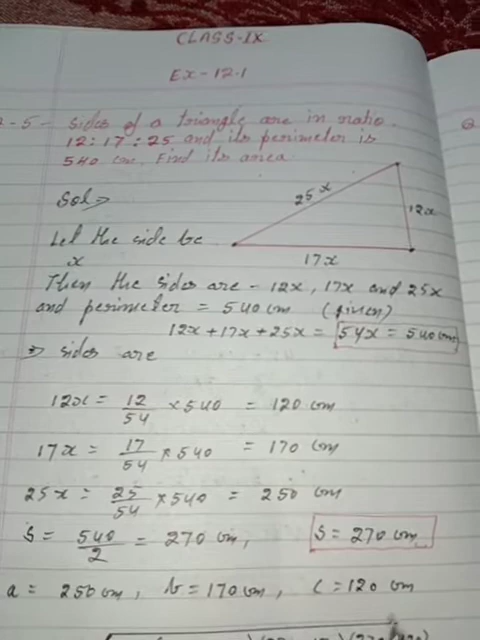 CLASS-IX
Ex-12.1
-5- sides of a triangle are in ratio
12:17:25 and its perimeter is
540 cm. Find its area.
Sol⇒
25x
12x
17x
Let the side be
x
Then the sides are - 12x, 17x and 25x
and perimeter = 540 cm (given)
12x+17x+25x = 54x = 540 cm
⇒ sides are
12x = 12/54 × 540 = 120 cm
17x = 17/54 × 540 = 170 cm
25x = 25/54 × 540 = 250 cm
S = 540/2 = 270 cm, S = 270 cm
a = 250 cm, b = 170 cm, c = 120 cm